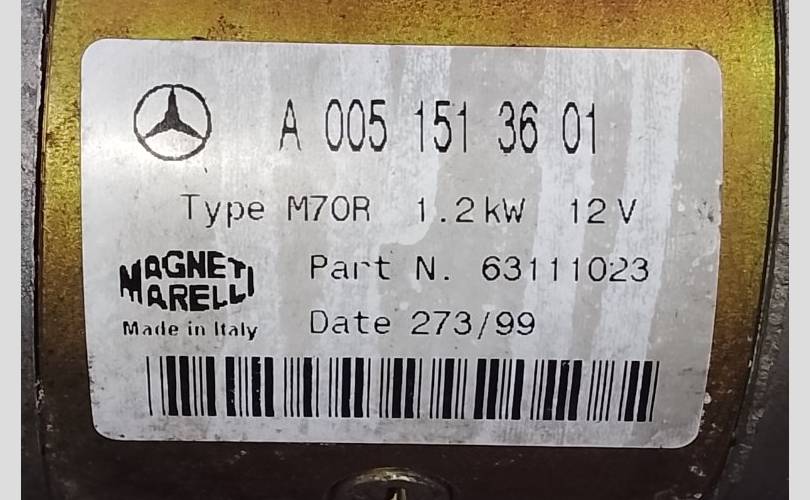 A 005 151 36 01
Type M70R 1.2kW 12V
MAGNETI
MARELLI
Part N. 63111023
Made in Italy
Date 273/99